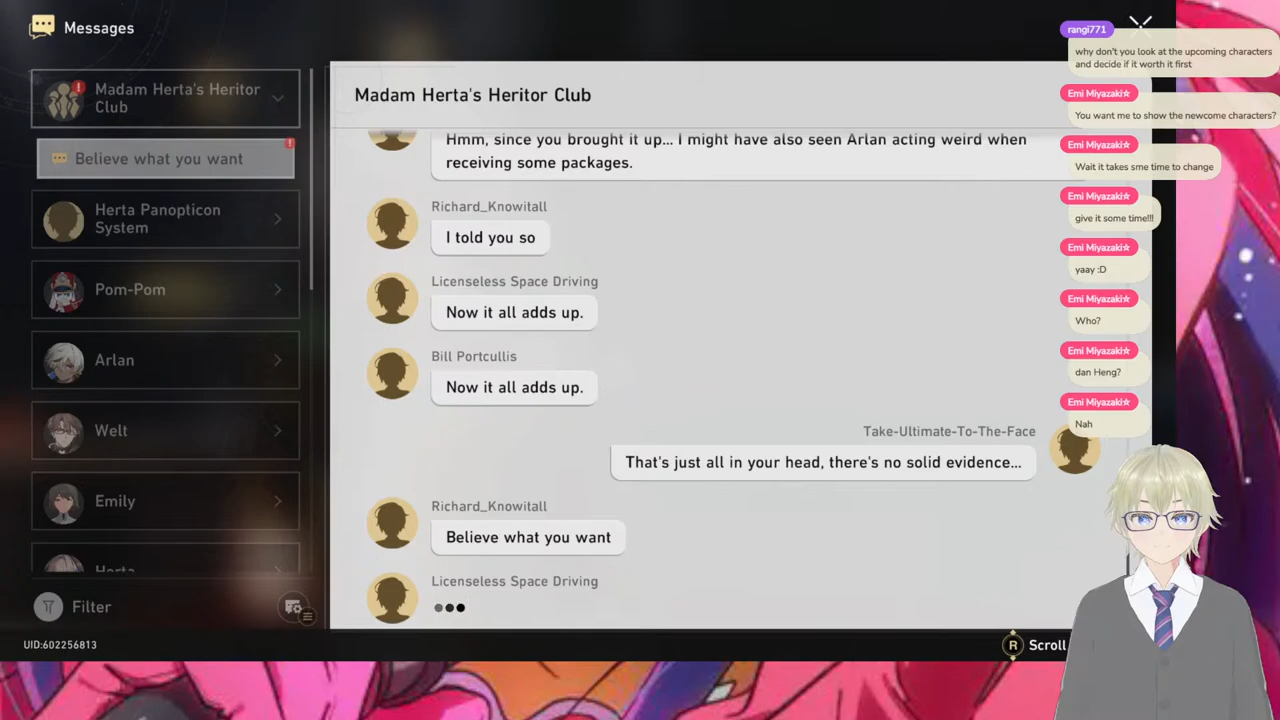 Messages
Madam Herta's Heritor
Club
Believe what you want
Herta Panopticon
System
Pom-Pom
Arlan
Welt
Emily
Herta
Filter
UID:602256813
Madam Herta's Heritor Club
Hmm, since you brought it up... I might have also seen Arlan acting weird when
receiving some packages.
Richard_Knowitall
I told you so
Licenseless Space Driving
Now it all adds up.
Bill Portcullis
Now it all adds up.
Take-Ultimate-To-The-Face
That's just all in your head, there's no solid evidence...
Richard_Knowitall
Believe what you want
Licenseless Space Driving
R Scroll
rangi771
why don't you look at the upcoming characters
and decide if it worth it first
Emi Miyazaki☆
You want me to show the newcome characters?
Emi Miyazaki☆
Wait it takes sme time to change
Emi Miyazaki☆
give it some time!!!
Emi Miyazaki☆
yaay :D
Emi Miyazaki☆
Who?
Emi Miyazaki☆
dan Heng?
Emi Miyazaki☆
Nah